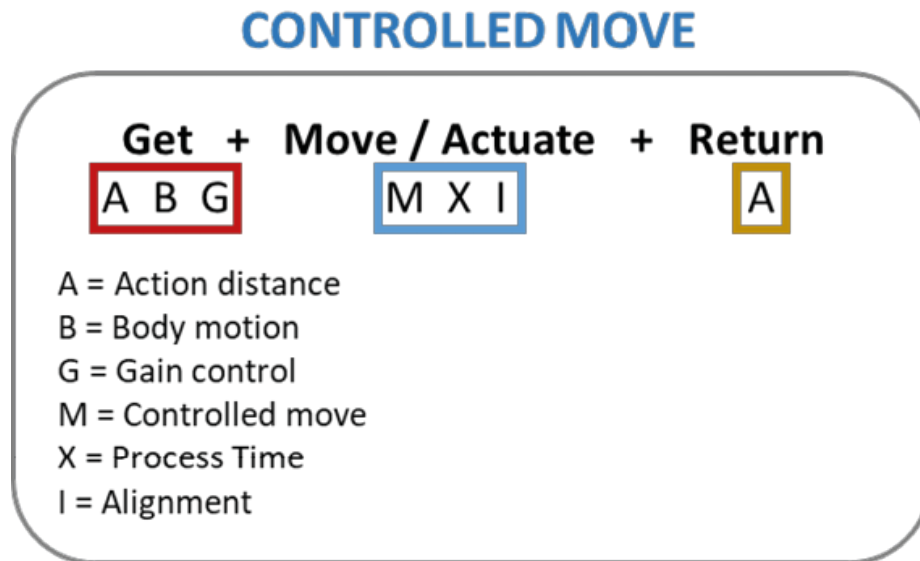 CONTROLLED MOVE
Get + Move / Actuate + Return
A B G M X I A
A = Action distance
B = Body motion
G = Gain control
M = Controlled move
X = Process Time
I = Alignment